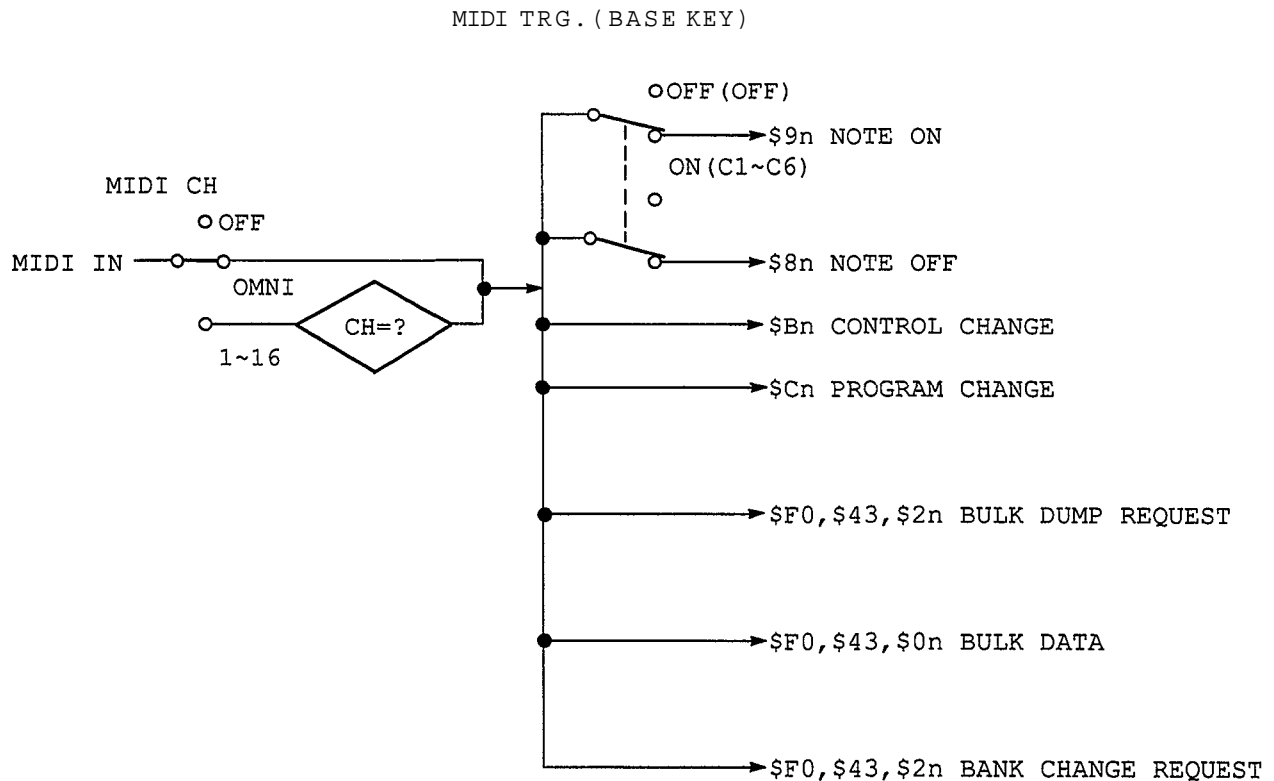 MIDI TRG.(BASE KEY)
OFF(OFF)
$9n NOTE ON
ON(C1~C6)
MIDI CH
OFF
MIDI IN
$8n NOTE OFF
OMNI
CH=?
$Bn CONTROL CHANGE
1~16
$Cn PROGRAM CHANGE
$F0,$43,$2n BULK DUMP REQUEST
$F0,$43,$0n BULK DATA
$F0,$43,$2n BANK CHANGE REQUEST